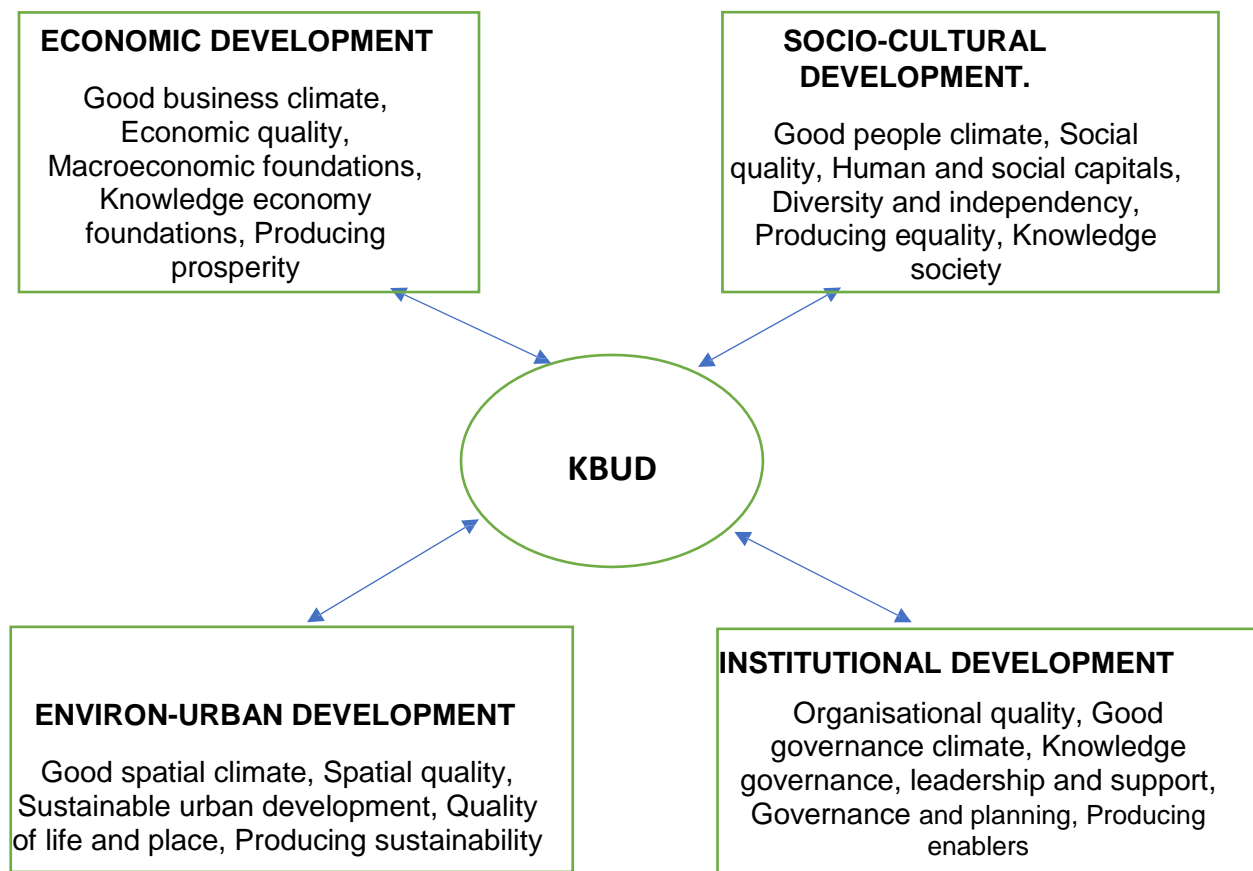 ECONOMIC DEVELOPMENT
Good business climate,
Economic quality,
Macroeconomic foundations,
Knowledge economy
foundations, Producing
prosperity
SOCIO-CULTURAL
DEVELOPMENT.
Good people climate, Social
quality, Human and social capitals,
Diversity and independency,
Producing equality, Knowledge
society
KBUD
ENVIRON-URBAN DEVELOPMENT
Good spatial climate, Spatial quality,
Sustainable urban development, Quality
of life and place, Producing sustainability
INSTITUTIONAL DEVELOPMENT
Organisational quality, Good
governance climate, Knowledge
governance, leadership and support,
Governance and planning, Producing
enablers